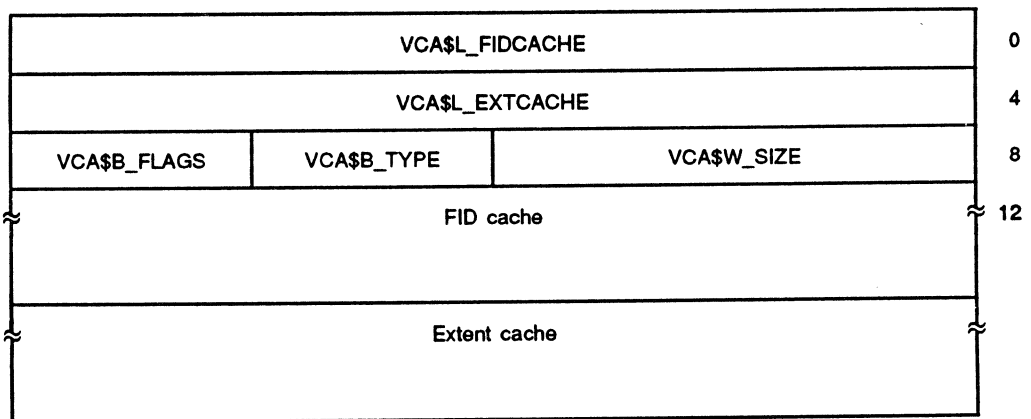 VCA$L_FIDCACHE 0
VCA$L_EXTCACHE 4
VCA$B_FLAGS VCA$B_TYPE VCA$W_SIZE 8
FID cache 12
Extent cache